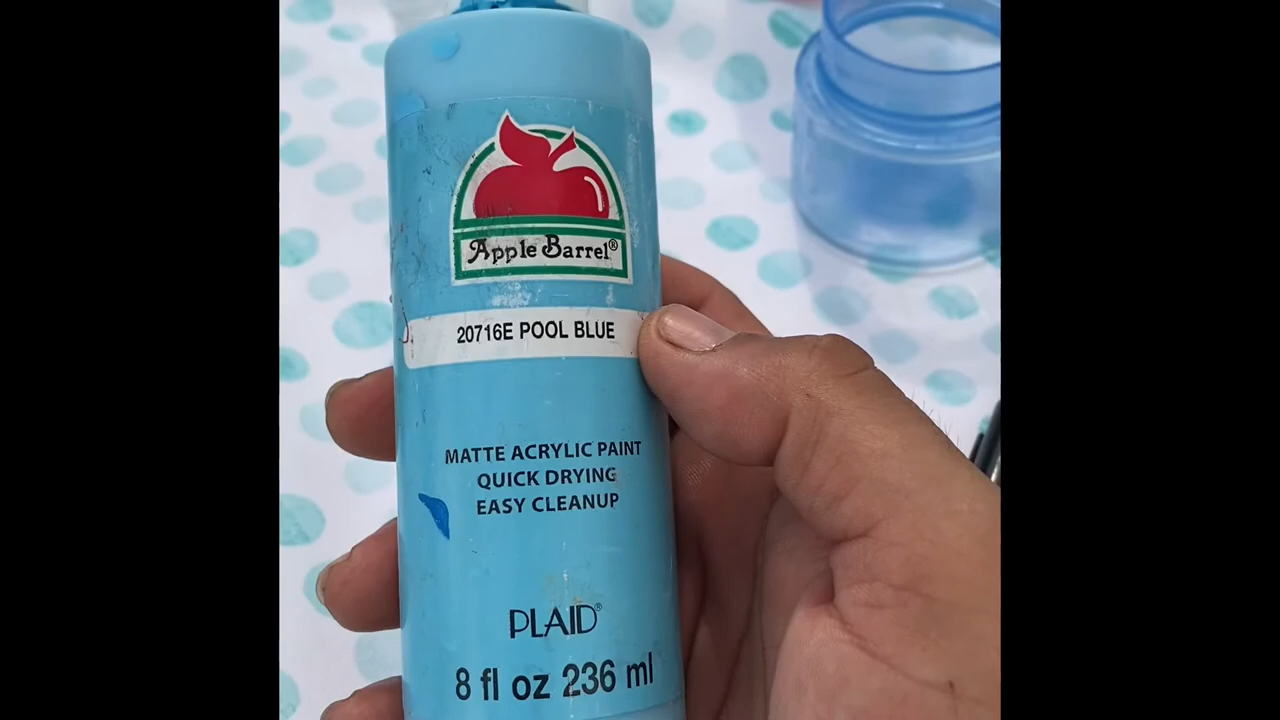 Apple Barrel®
20716E POOL BLUE
MATTE ACRYLIC PAINT
QUICK DRYING
EASY CLEANUP
PLAID®
8 fl oz 236 ml